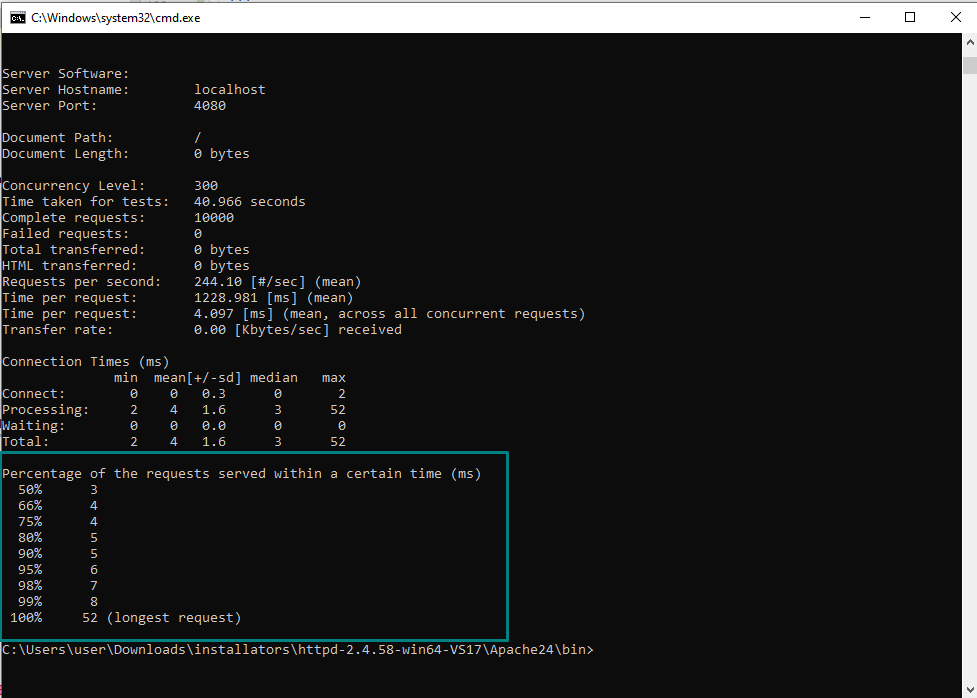 C:\Windows\system32\cmd.exe
Server Software:
Server Hostname:        localhost
Server Port:            4080
Document Path:          /
Document Length:        0 bytes
Concurrency Level:      300
Time taken for tests:   40.966 seconds
Complete requests:      10000
Failed requests:        0
Total transferred:      0 bytes
HTML transferred:       0 bytes
Requests per second:    244.10 [#/sec] (mean)
Time per request:       1228.981 [ms] (mean)
Time per request:       4.097 [ms] (mean, across all concurrent requests)
Transfer rate:          0.00 [Kbytes/sec] received
Connection Times (ms)
              min  mean[+/-sd] median   max
Connect:        0    0   0.3      0       2
Processing:     2    4   1.6      3      52
Waiting:        0    0   0.0      0       0
Total:          2    4   1.6      3      52
Percentage of the requests served within a certain time (ms)
  50%      3
  66%      4
  75%      4
  80%      5
  90%      5
  95%      6
  98%      7
  99%      8
 100%     52 (longest request)
C:\Users\user\Downloads\installators\httpd-2.4.58-win64-VS17\Apache24\bin>